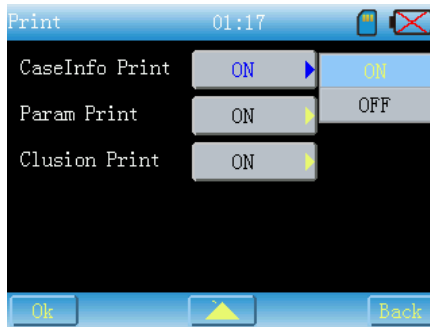 Print 01:17
CaseInfo Print ON ON
Param Print ON OFF
Clusion Print ON
Ok Back